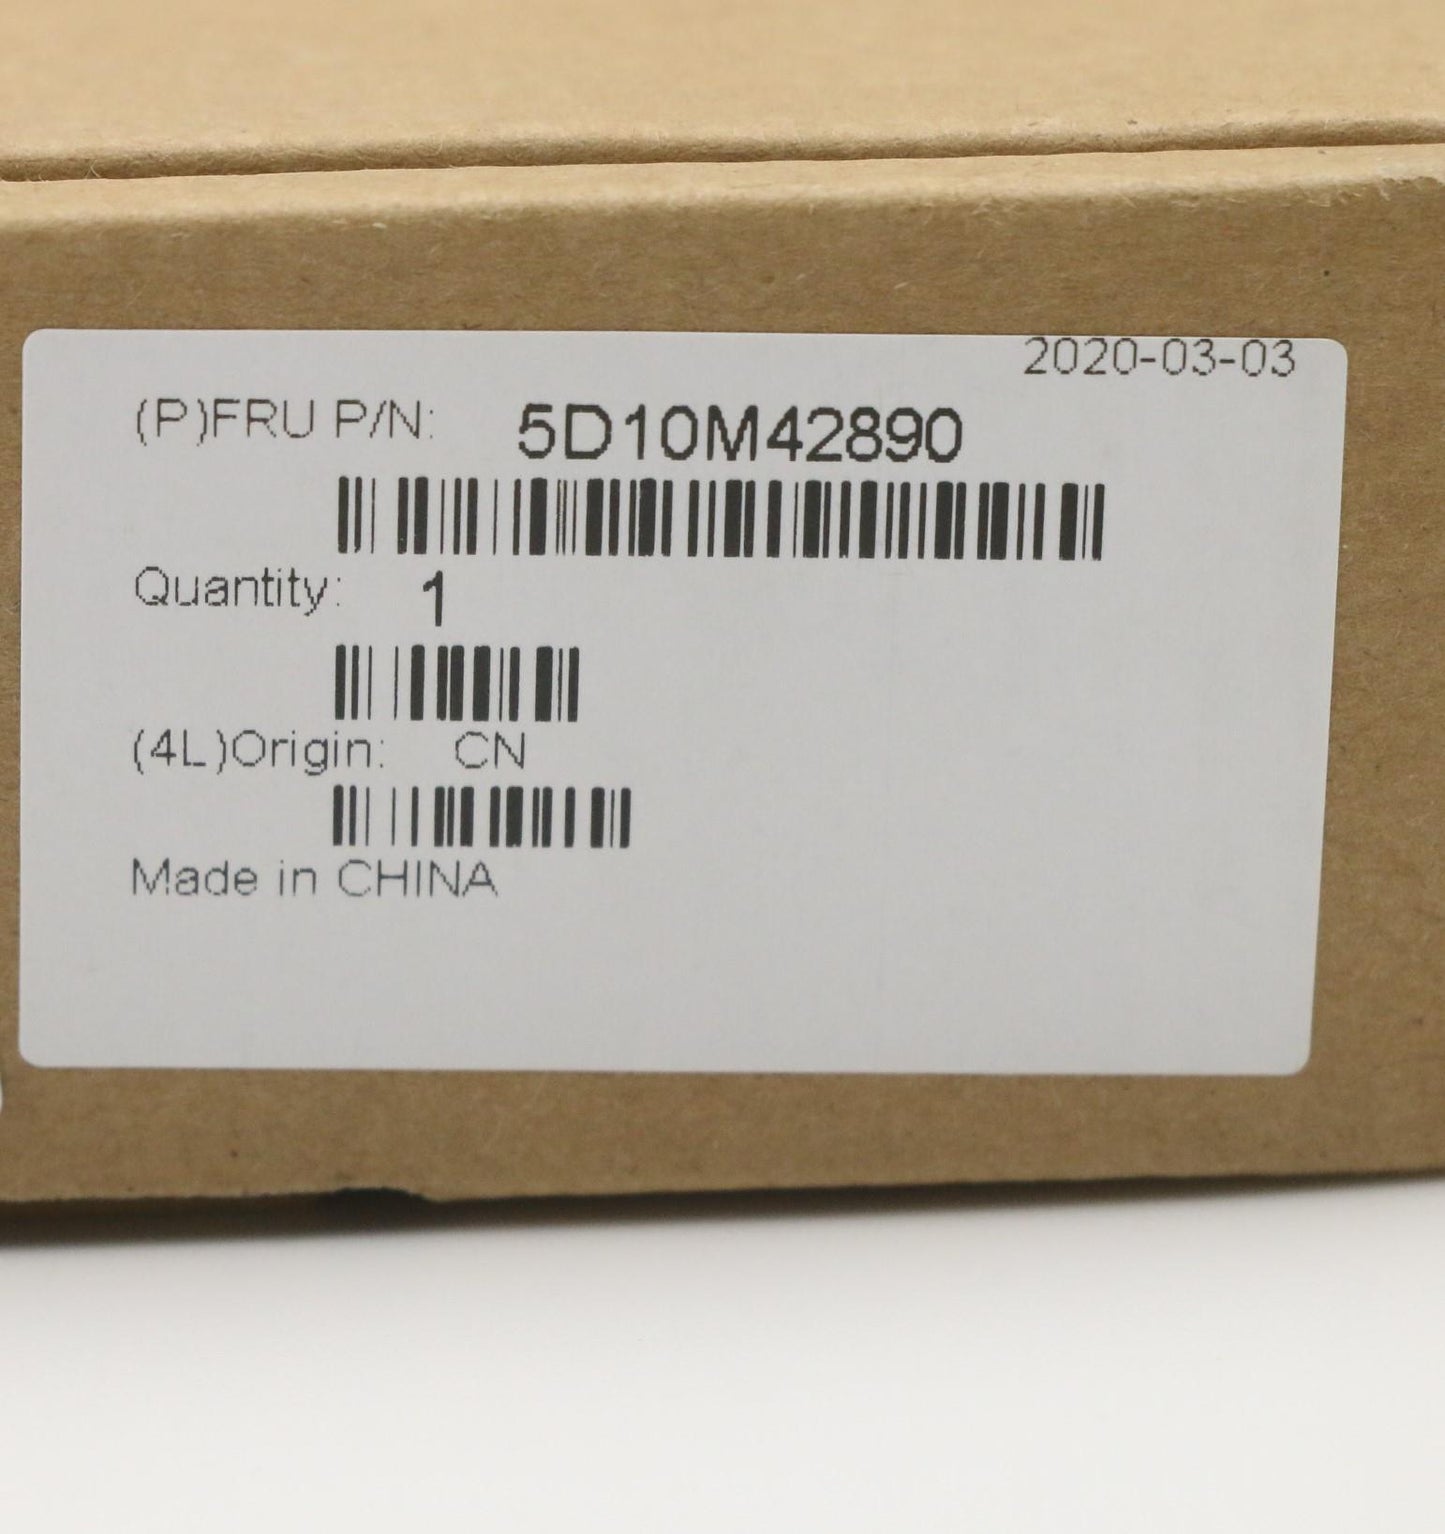 2020-03-03
(P)FRU P/N: 5D10M42890
Quantity: 1
(4L)Origin: CN
Made in CHINA